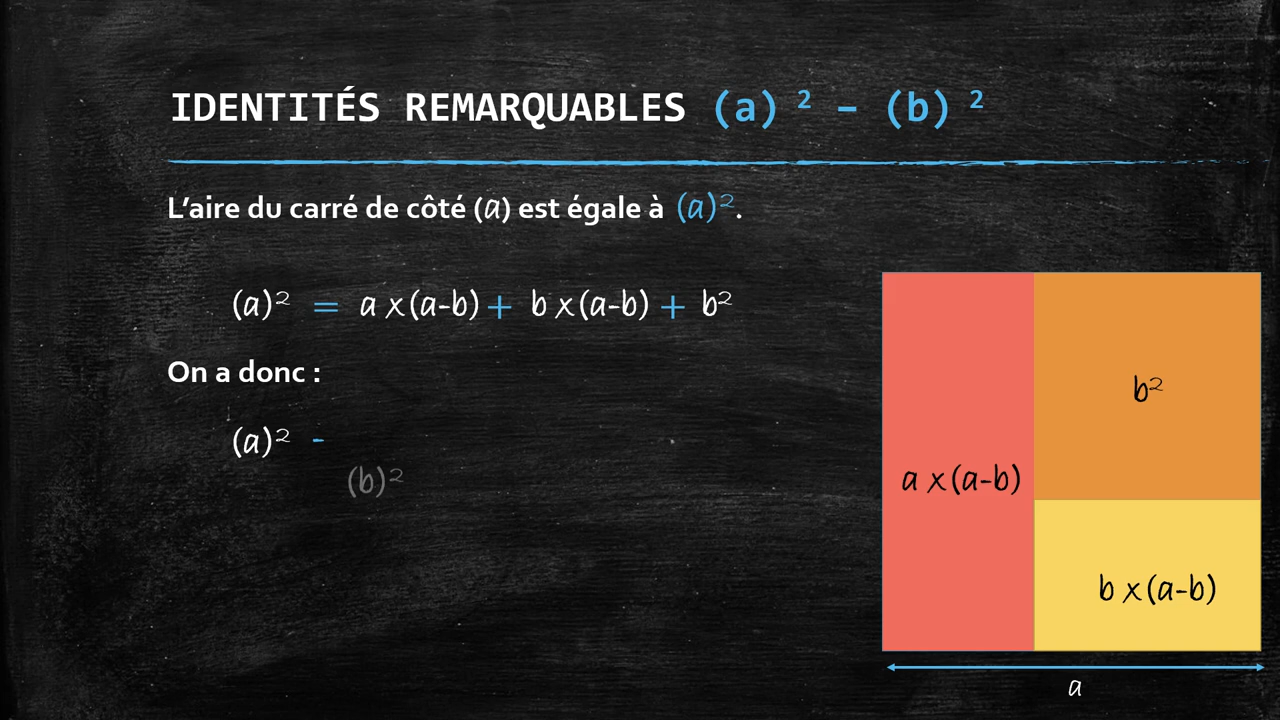 IDENTITÉS REMARQUABLES (a) ² – (b) ²
L’aire du carré de côté (a) est égale à (a)².
(a)² = a x(a-b) + b x(a-b) + b²
On a donc :
(a)² -
(b)²
b²
a x(a-b)
b x(a-b)
a